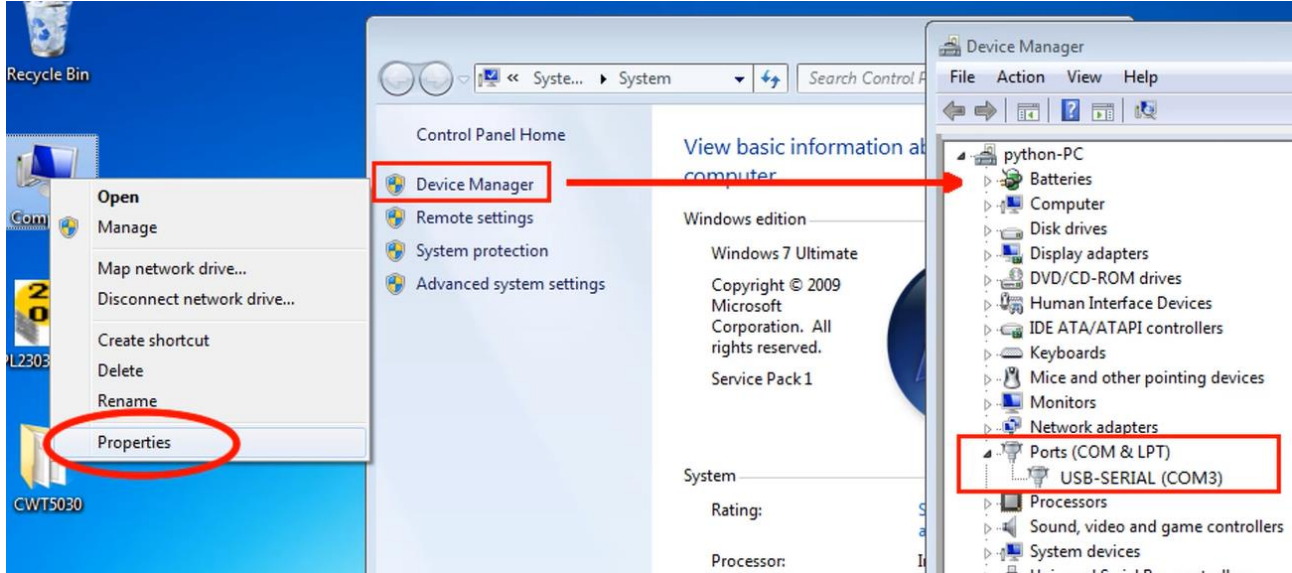 Recycle Bin
Open
Manage
Map network drive...
Disconnect network drive...
Create shortcut
Delete
Rename
Properties
CWT5030
Syste... System
Search Control
Control Panel Home
Device Manager
Remote settings
System protection
Advanced system settings
View basic information
computer
Windows edition
Windows 7 Ultimate
Copyright © 2009
Microsoft
Corporation. All
rights reserved.
Service Pack 1
System
Rating:
Processor:
Device Manager
File Action View Help
python-PC
Batteries
Computer
Disk drives
Display adapters
DVD/CD-ROM drives
Human Interface Devices
IDE ATA/ATAPI controllers
Keyboards
Mice and other pointing devices
Monitors
Network adapters
Ports (COM & LPT)
USB-SERIAL (COM3)
Processors
Sound, video and game controllers
System devices